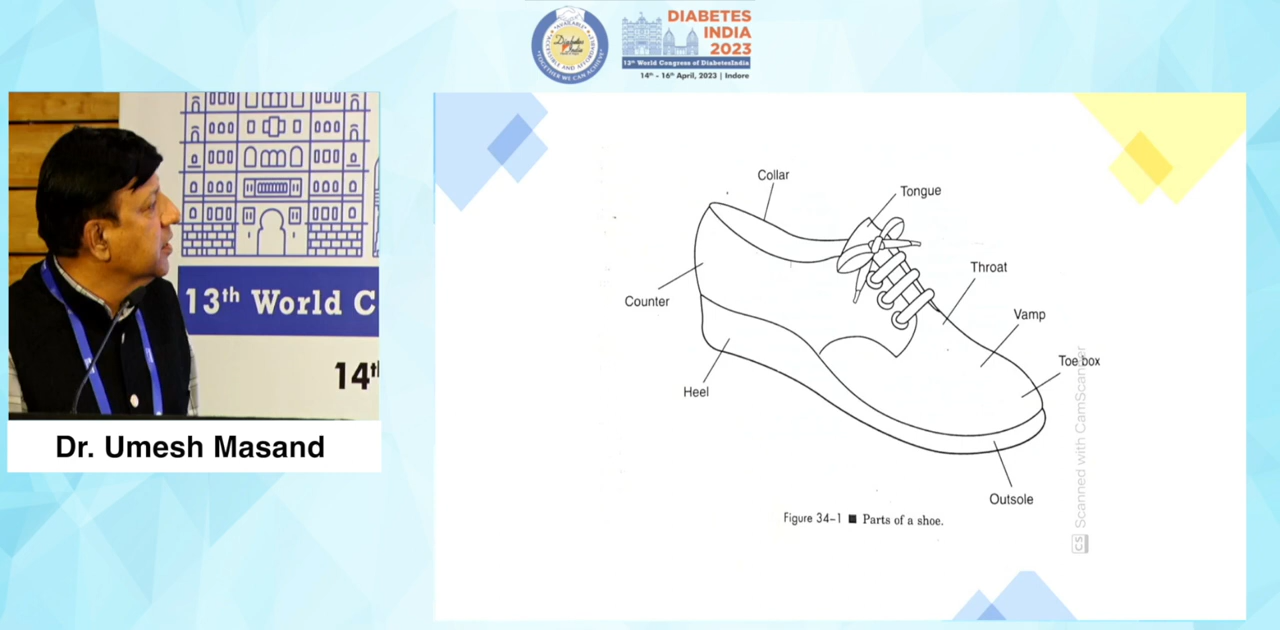 DIABETES
INDIA
2023
13th World Congress of DiabetesIndia
14th - 16th April, 2023 | Indore
13th World C
14t
Dr. Umesh Masand
Collar
Tongue
Throat
Counter
Vamp
Toe box
Heel
Outsole
Figure 34-1 ■ Parts of a shoe.
CS Scanned with CamScanner